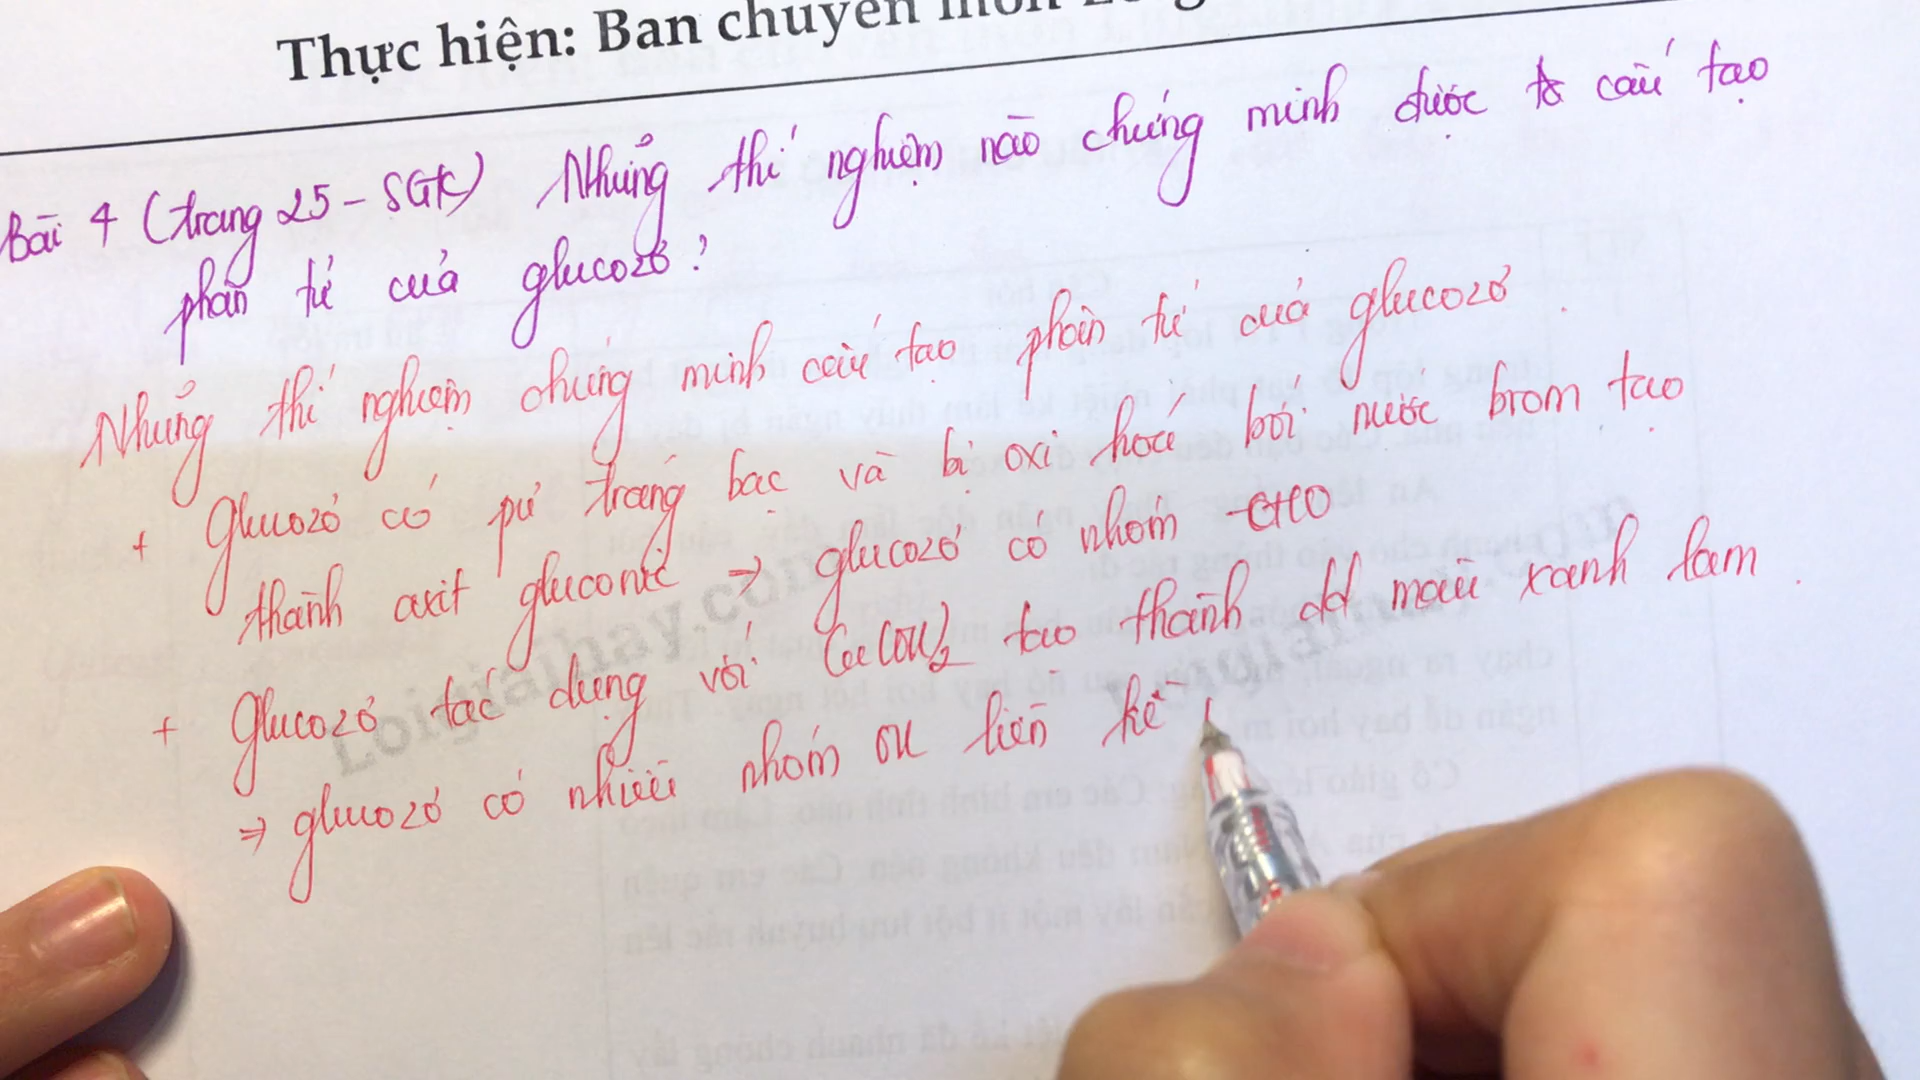 Thực hiện: Ban chuyên môn
Bài 4 (trang 25 - SGK) Những thí nghiệm nào chứng minh được cấu tạo
phân tử của glucozơ?
Những thí nghiệm chứng minh cấu tạo phân tử của glucozơ.
+ Glucozơ có pư tráng bạc và bị oxi hoá bởi nước brom tạo
thành axit gluconic ⇒ glucozơ có nhóm -CHO
+ Glucozơ tác dụng với Cu(OH)2 tạo thành dd màu xanh lam.
⇒ glucozơ có nhiều nhóm OH liền kề
Loigiaihay.com